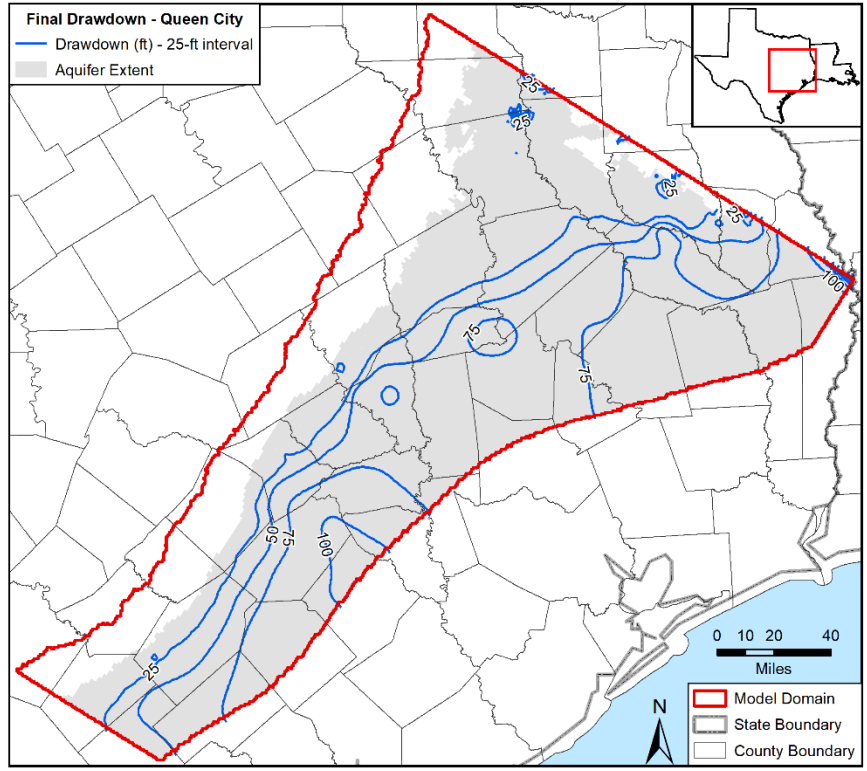 Final Drawdown - Queen City
Drawdown (ft) - 25-ft interval
Aquifer Extent
25
25
25
25
100
75
75
50
75
100
25
0 10 20 40
Miles
N
Model Domain
State Boundary
County Boundary